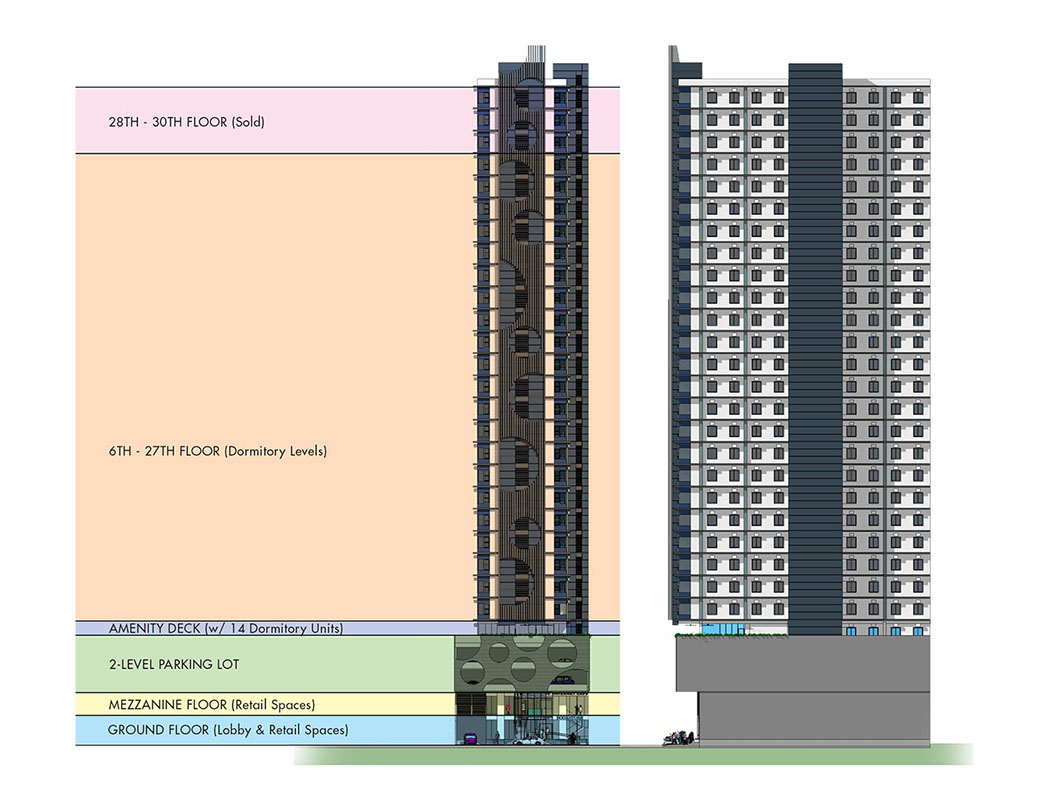 28TH - 30TH FLOOR (Sold)
6TH - 27TH FLOOR (Dormitory Levels)
AMENITY DECK (w/ 14 Dormitory Units)
2-LEVEL PARKING LOT
MEZZANINE FLOOR (Retail Spaces)
GROUND FLOOR (Lobby & Retail Spaces)